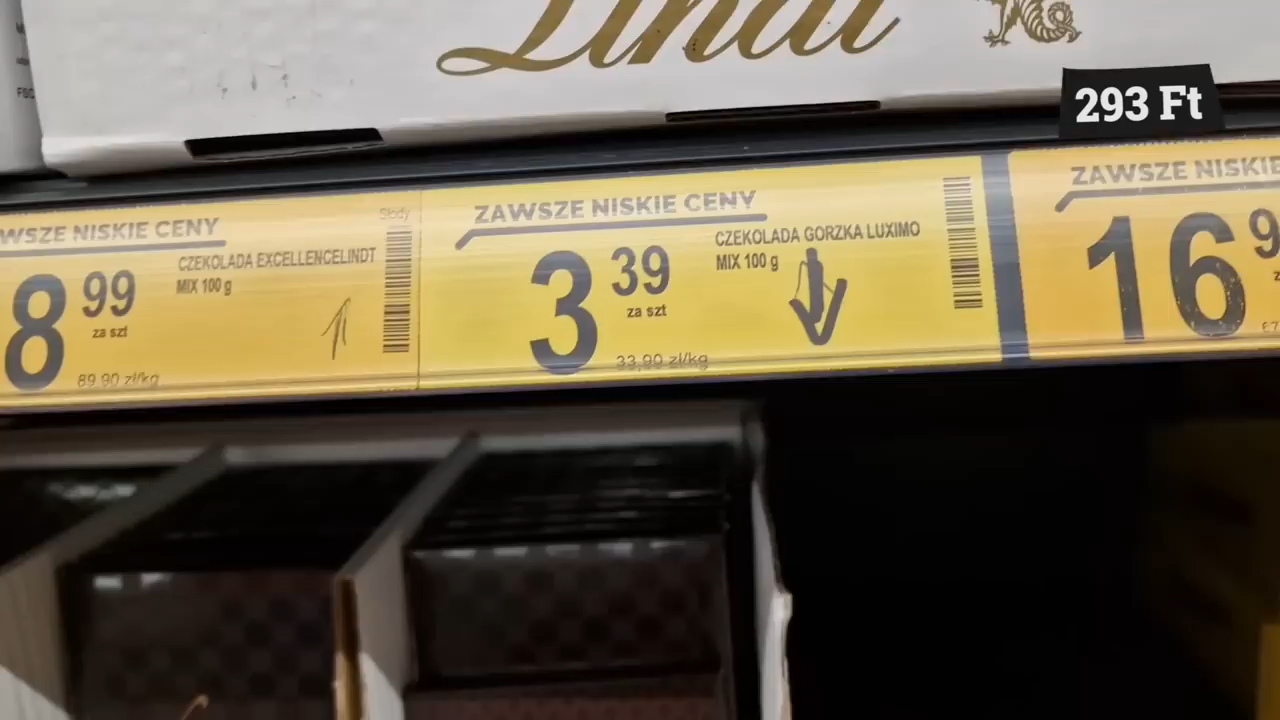 Lindt
293 Ft
WSZE NISKIE CENY
Słody
8 99
za szt
CZEKOLADA EXCELLENCELINDT
MIX 100 g
89,90 zł/kg
ZAWSZE NISKIE CENY
3 39
za szt
CZEKOLADA GORZKA LUXIMO
MIX 100 g
33,90 zł/kg
ZAWSZE NISKIE
16 9